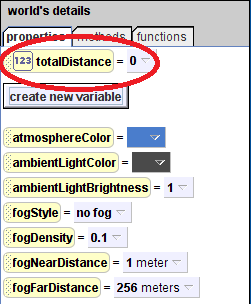 world's details
properties methods functions
123 totalDistance = 0
create new variable
atmosphereColor =
ambientLightColor =
ambientLightBrightness = 1
fogStyle = no fog
fogDensity = 0.1
fogNearDistance = 1 meter
fogFarDistance = 256 meters